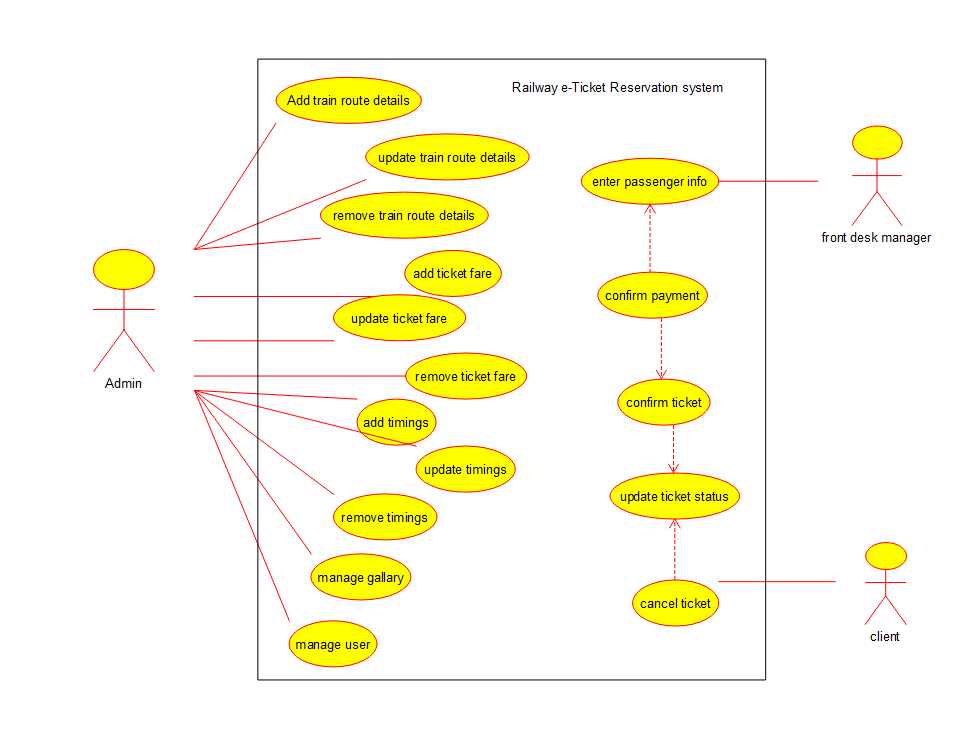 Railway e-Ticket Reservation system
Add train route details
update train route details
remove train route details
add ticket fare
update ticket fare
remove ticket fare
add timings
update timings
remove timings
manage gallary
manage user
Admin
enter passenger info
confirm payment
confirm ticket
update ticket status
cancel ticket
front desk manager
client